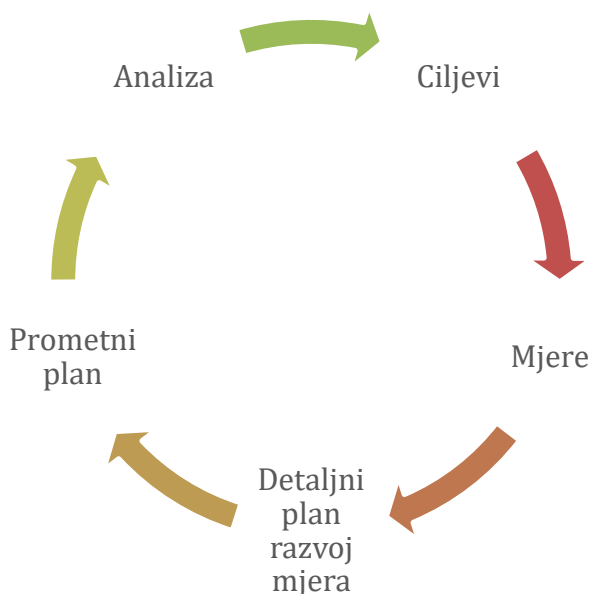 Analiza
Ciljevi
Mjere
Detaljni
plan
razvoj
mjera
Prometni
plan